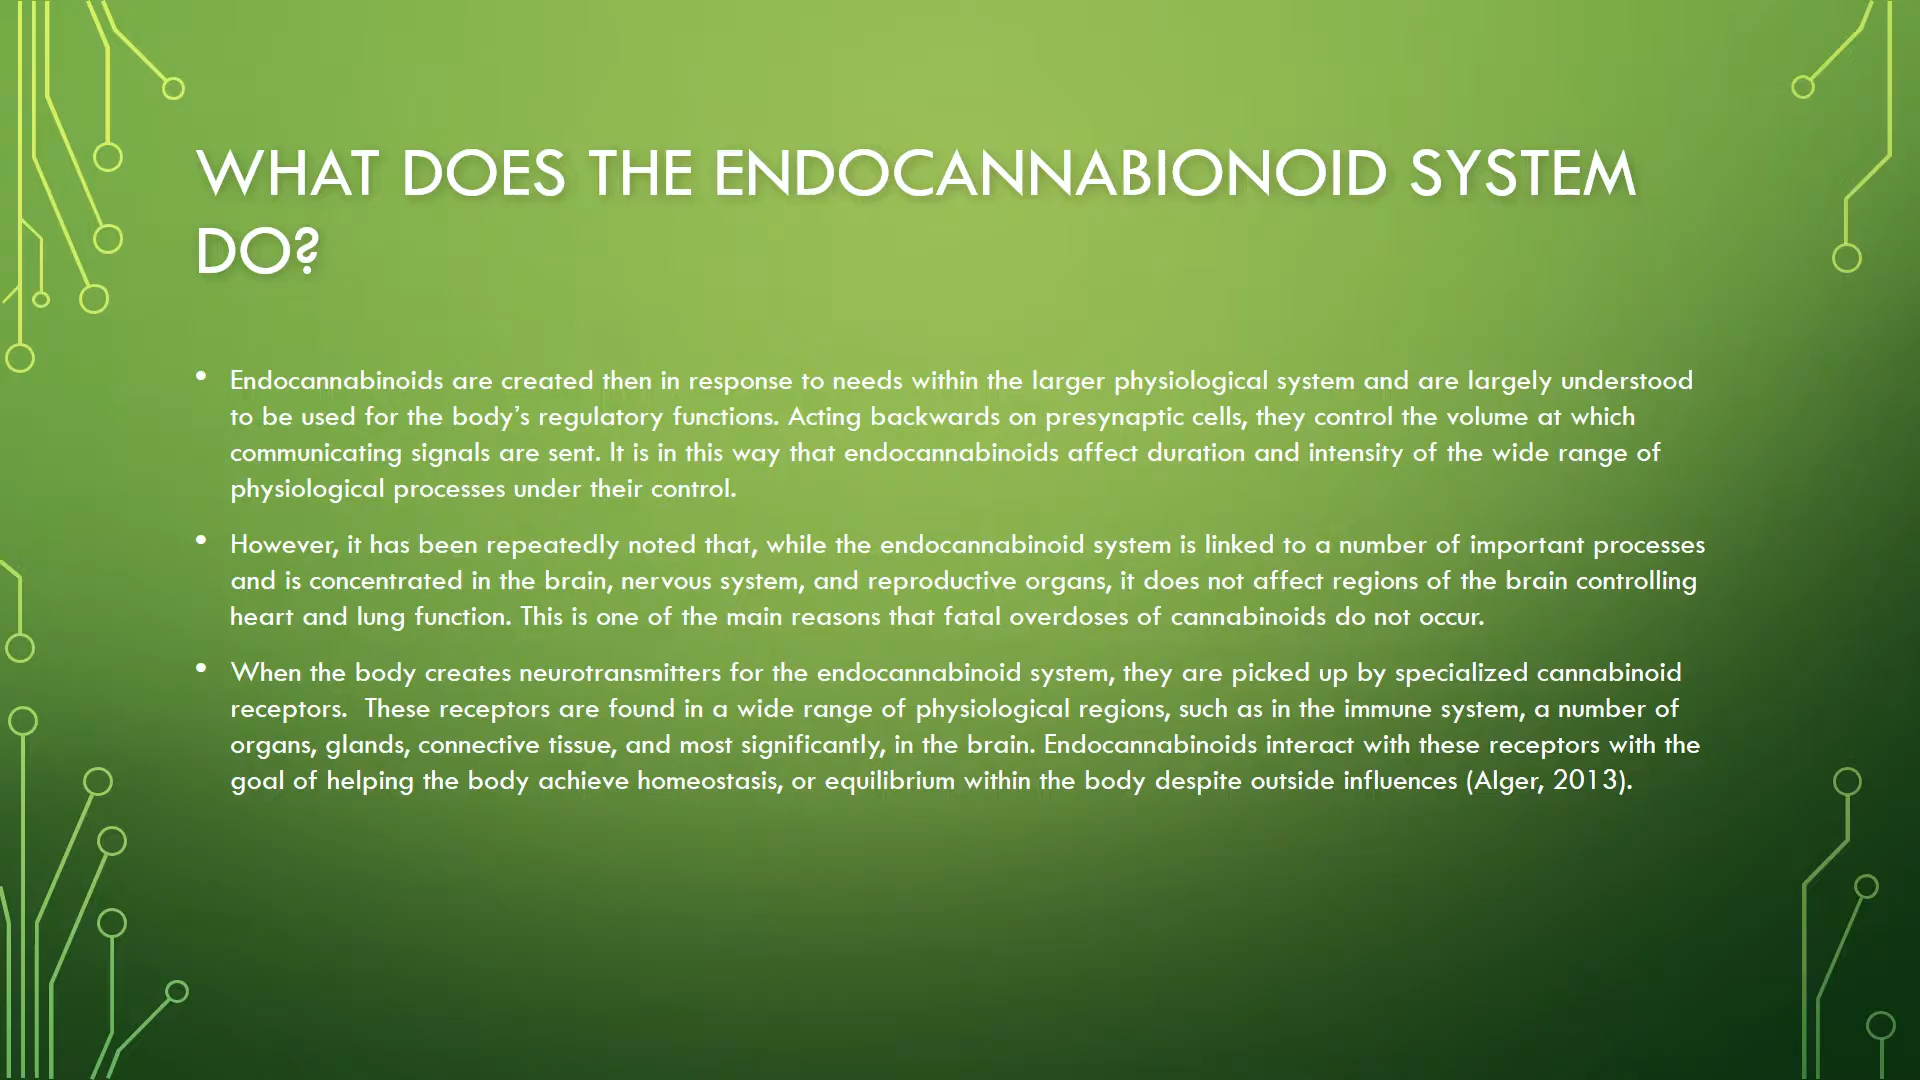 WHAT DOES THE ENDOCANNABIONOID SYSTEM
DO?
• Endocannabinoids are created then in response to needs within the larger physiological system and are largely understood
to be used for the body’s regulatory functions. Acting backwards on presynaptic cells, they control the volume at which
communicating signals are sent. It is in this way that endocannabinoids affect duration and intensity of the wide range of
physiological processes under their control.
• However, it has been repeatedly noted that, while the endocannabinoid system is linked to a number of important processes
and is concentrated in the brain, nervous system, and reproductive organs, it does not affect regions of the brain controlling
heart and lung function. This is one of the main reasons that fatal overdoses of cannabinoids do not occur.
• When the body creates neurotransmitters for the endocannabinoid system, they are picked up by specialized cannabinoid
receptors.  These receptors are found in a wide range of physiological regions, such as in the immune system, a number of
organs, glands, connective tissue, and most significantly, in the brain. Endocannabinoids interact with these receptors with the
goal of helping the body achieve homeostasis, or equilibrium within the body despite outside influences (Alger, 2013).